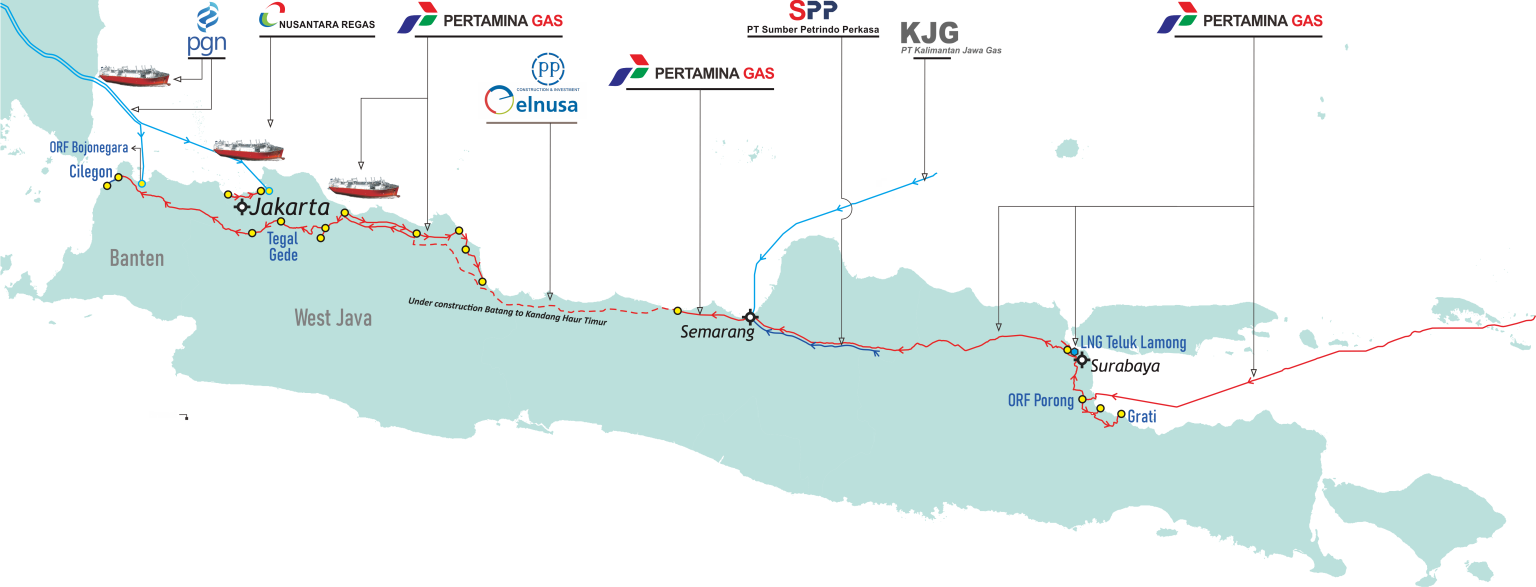 pgn
NUSANTARA REGAS
PERTAMINA GAS
PP
CONSTRUCTION & INVESTMENT
elnusa
PERTAMINA GAS
SPP
PT Sumber Petrindo Perkasa
KJG
PT Kalimantan Jawa Gas
PERTAMINA GAS
ORF Bojonegara
Cilegon
Jakarta
Tegal
Gede
Banten
West Java
Under construction Batang to Kandang Haur Timur
Semarang
LNG Teluk Lamong
Surabaya
ORF Porong
Grati